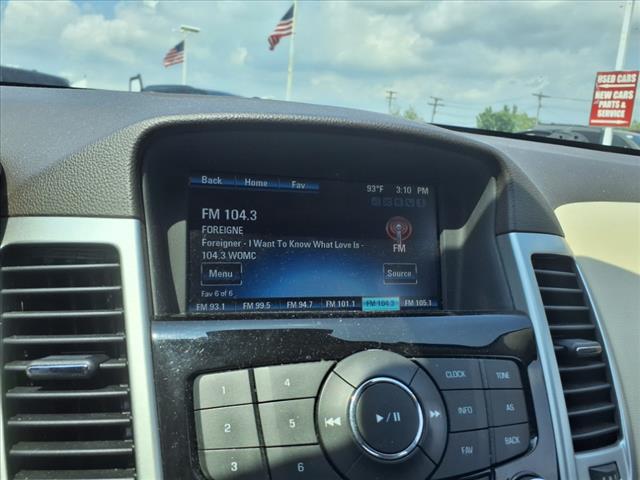 USED CARS
NEW CARS
PARTS &
SERVICE
Back Home Fav 93°F 3:10 PM
FM 104.3
FOREIGNE
Foreigner - I Want To Know What Love Is -
104.3 WOMC
FM
Menu Source
Fav 6 of 6
FM 93.1 FM 99.5 FM 94.7 FM 101.1 FM 104.3 FM 105.1
1 4 CLOCK TONE
2 5 INFO AS
3 6 FAV BACK